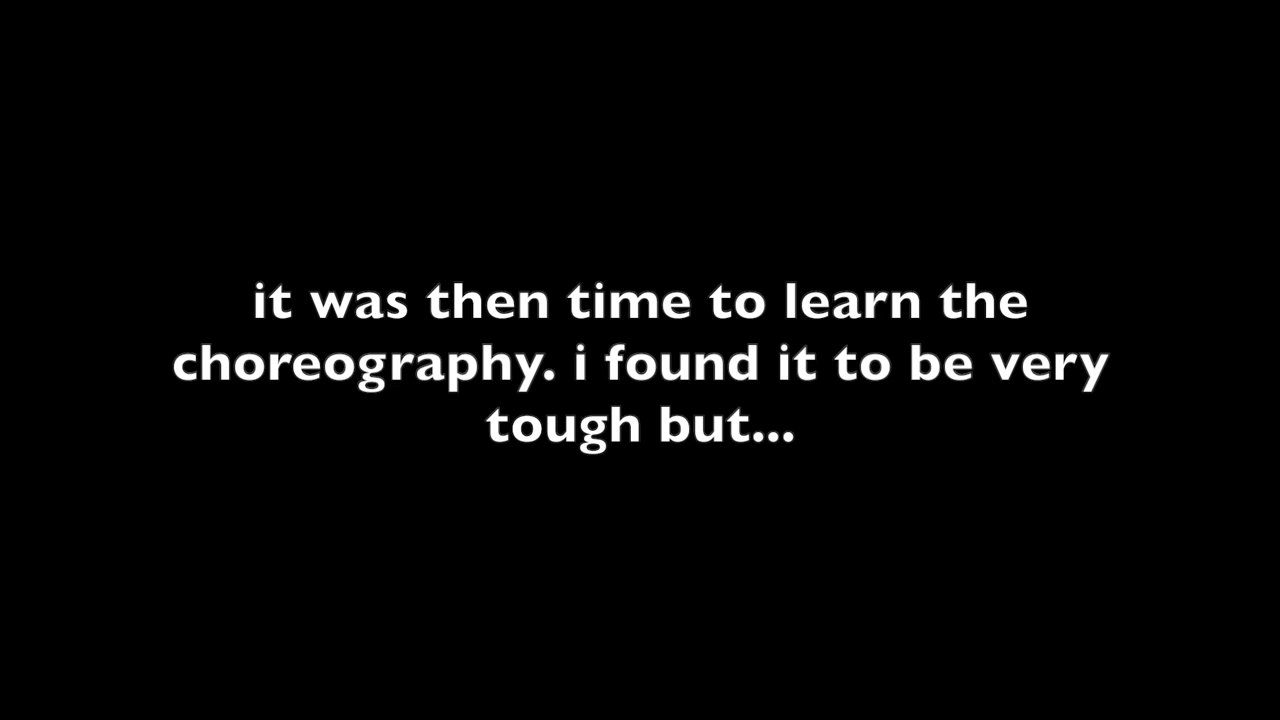 it was then time to learn the
choreography. i found it to be very
tough but...